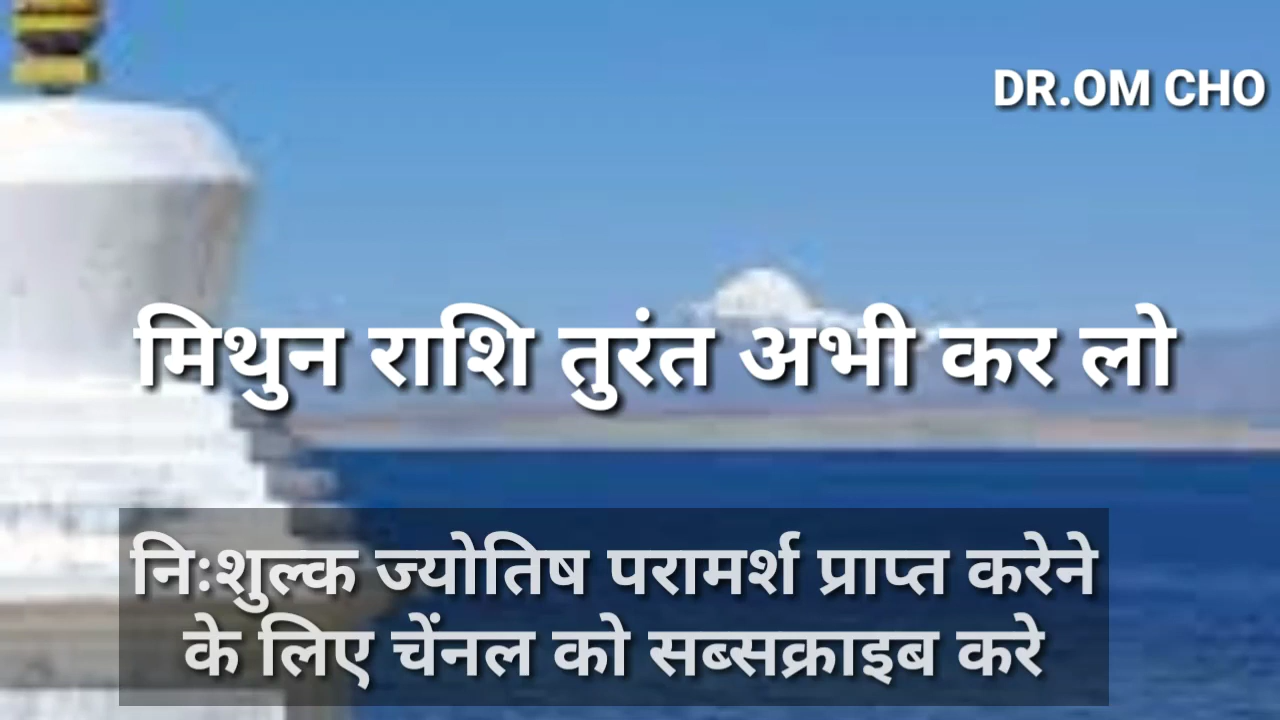 DR.OM CHO
मिथुन राशि तुरंत अभी कर लो
निःशुल्क ज्योतिष परामर्श प्राप्त करेने
के लिए चेंनल को सब्सक्राइब करे